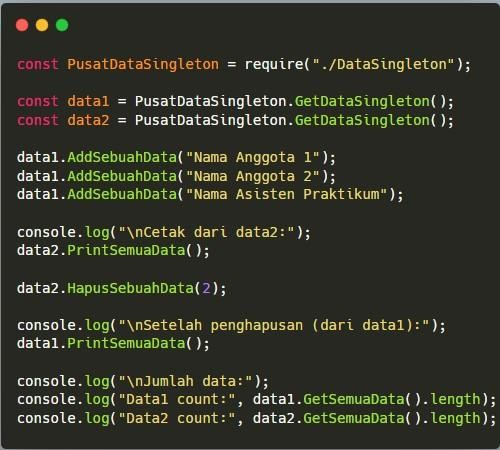 const PusatDataSingleton = require("./DataSingleton");
const data1 = PusatDataSingleton.GetDataSingleton();
const data2 = PusatDataSingleton.GetDataSingleton();
data1.AddSebuahData("Nama Anggota 1");
data1.AddSebuahData("Nama Anggota 2");
data1.AddSebuahData("Nama Asisten Praktikum");
console.log("\nCetak dari data2:");
data2.PrintSemuaData();
data2.HapusSebuahData(2);
console.log("\nSetelah penghapusan (dari data1):");
data1.PrintSemuaData();
console.log("\nJumlah data:");
console.log("Data1 count:", data1.GetSemuaData().length);
console.log("Data2 count:", data2.GetSemuaData().length);